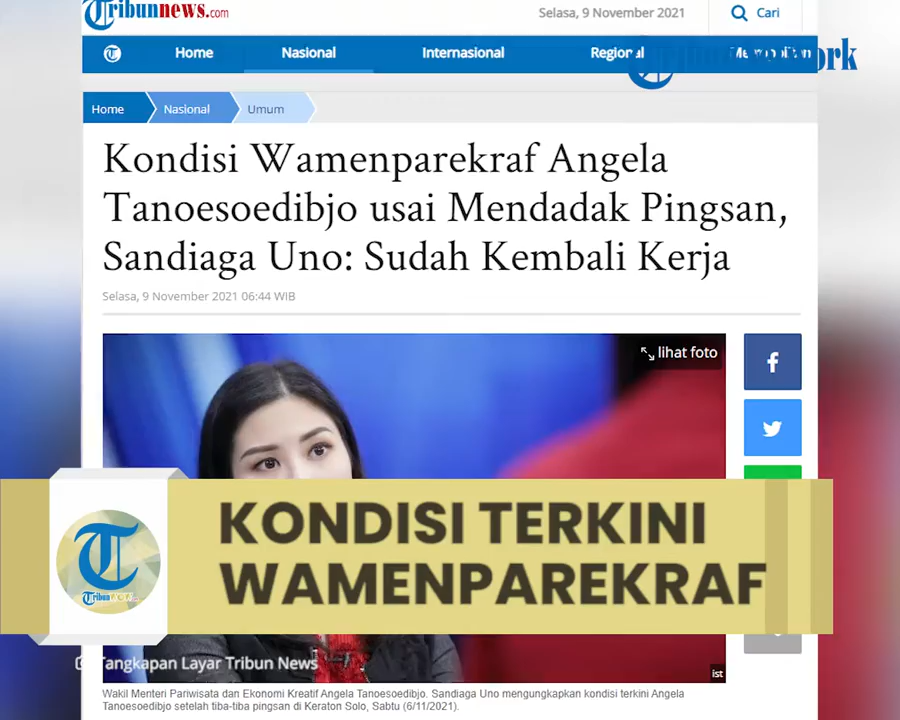 Tribunnews.com
Selasa, 9 November 2021
Cari
Home
Nasional
Internasional
Regional
Home
Nasional
Umum
Kondisi Wamenparekraf Angela
Tanoesoedibjo usai Mendadak Pingsan,
Sandiaga Uno: Sudah Kembali Kerja
Selasa, 9 November 2021 06:44 WIB
lihat foto
KONDISI TERKINI
WAMENPAREKRAF
Tribunnews.com
Tangkapan Layar Tribun News
ist
Wakil Menteri Pariwisata dan Ekonomi Kreatif Angela Tanoesoedibjo. Sandiaga Uno mengungkapkan kondisi terkini Angela
Tanoesoedibjo setelah tiba-tiba pingsan di Keraton Solo, Sabtu (6/11/2021).